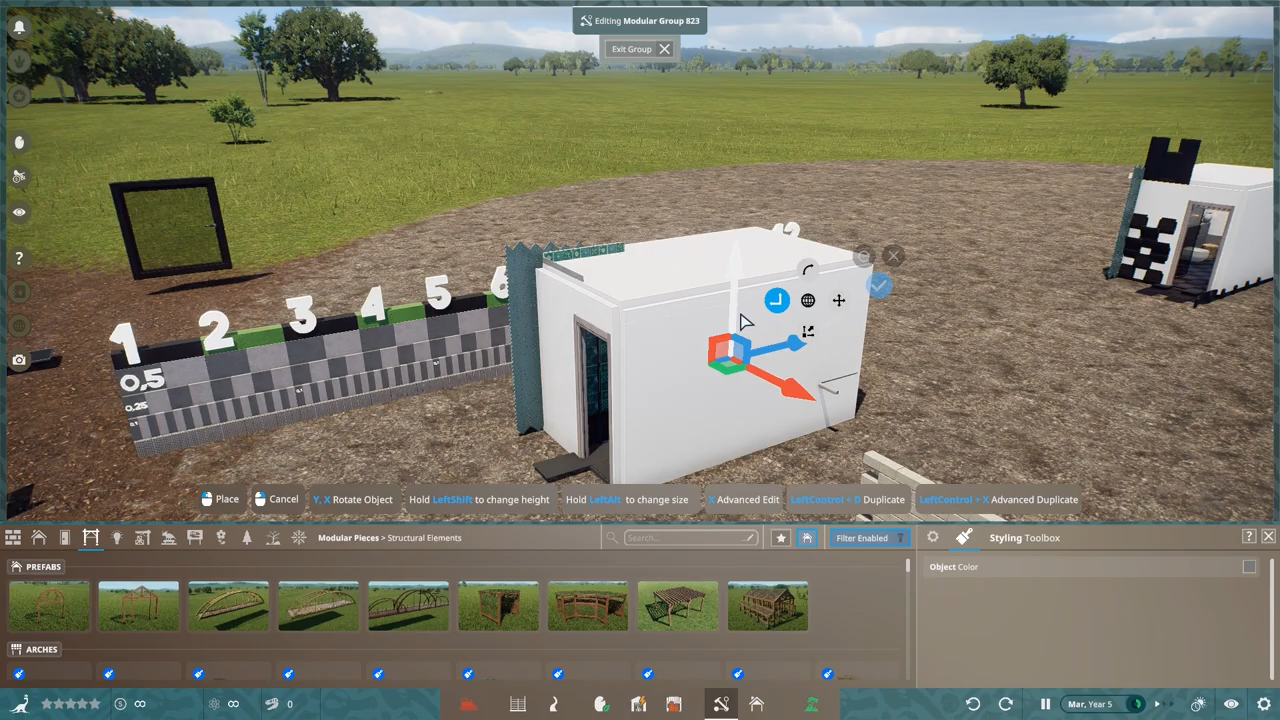 Editing Modular Group 823
Exit Group
1 2 3 4 5 6
0,5
0,25
Place
Cancel
Y, X Rotate Object
Hold LeftShift to change height
Hold LeftAlt to change size
X Advanced Edit
LeftControl + D Duplicate
LeftControl + X Advanced Duplicate
Modular Pieces > Structural Elements
Search...
Filter Enabled
Styling Toolbox
?
PREFABS
Object Color
ARCHES
∞
∞
0
Mar, Year 5